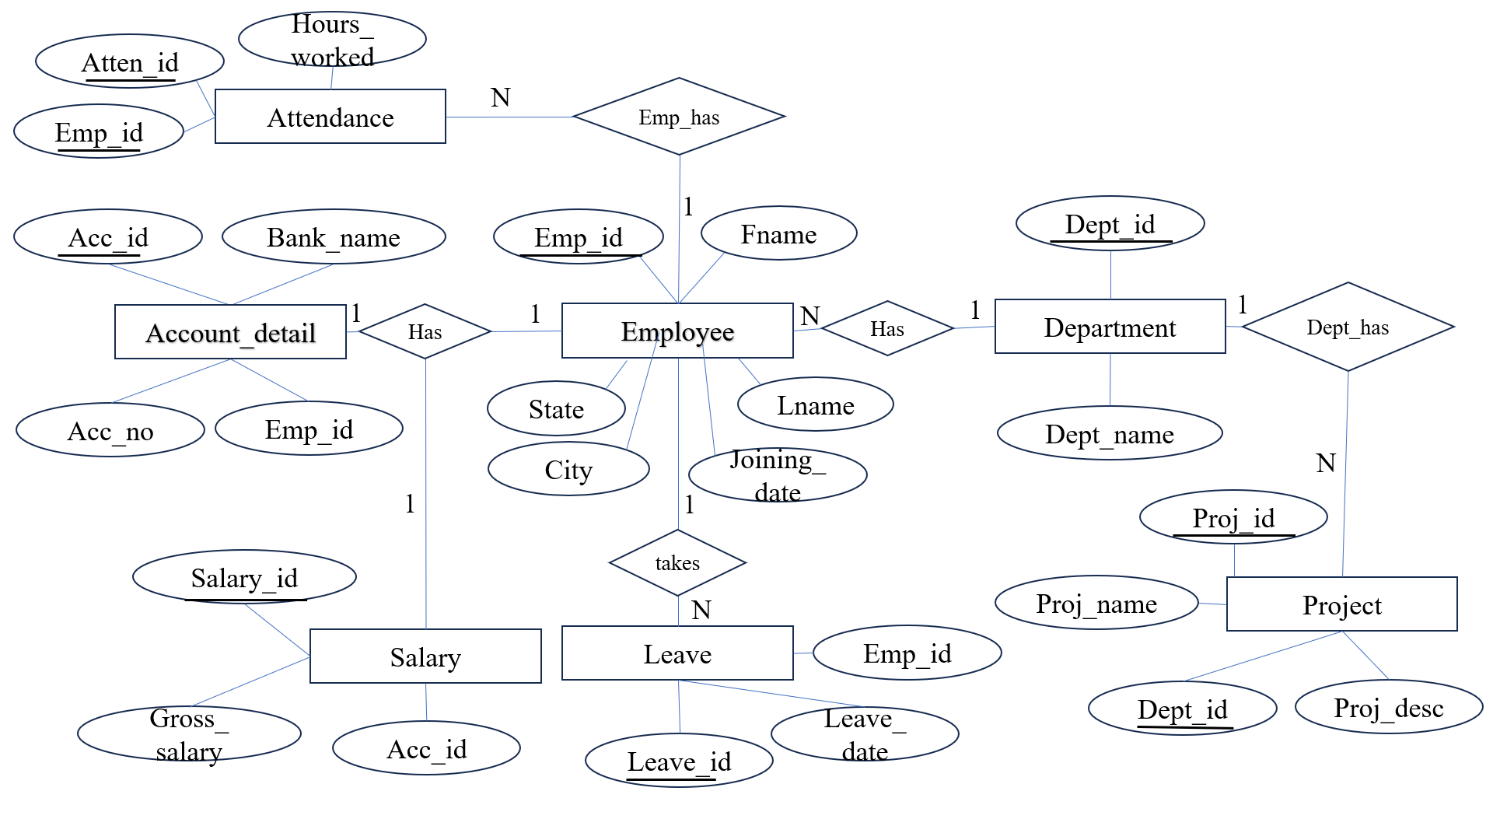 Hours_
worked
Atten_id
Emp_id
Attendance
N
Emp_has
1
Acc_id
Bank_name
Emp_id
Fname
Dept_id
Account_detail
1
Has
1
Employee
N
Has
1
Department
1
Dept_has
Acc_no
Emp_id
State
Lname
City
Joining_
date
Dept_name
N
1
1
Proj_id
takes
Salary_id
N
Proj_name
Project
Salary
Leave
Emp_id
Gross_
salary
Acc_id
Leave_
date
Leave_id
Dept_id
Proj_desc